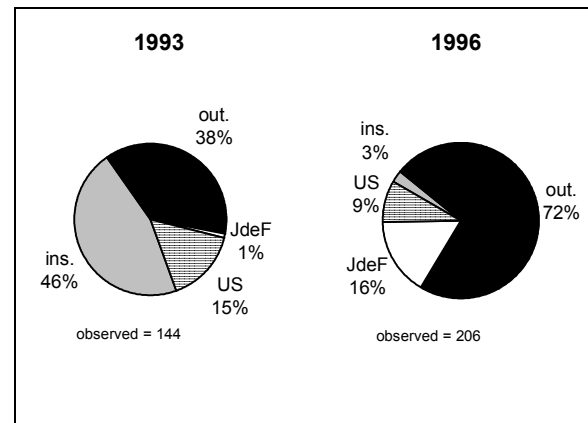 1993
out.
38%
JdeF
1%
US
15%
ins.
46%
observed = 144
1996
ins.
3%
US
9%
JdeF
16%
out.
72%
observed = 206